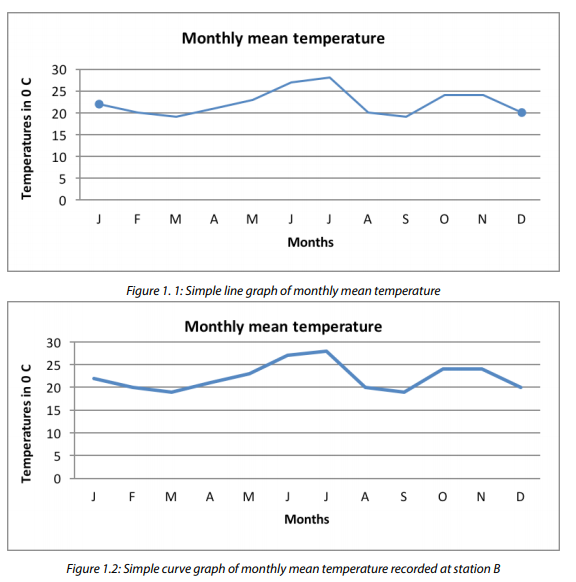 Monthly mean temperature
Temperatures in 0 C
30
25
20
15
10
5
0
J F M A M J J A S O N D
Months
Figure 1. 1: Simple line graph of monthly mean temperature
Monthly mean temperature
Temperatures in 0 C
30
25
20
15
10
5
0
J F M A M J J A S O N D
Months
Figure 1.2: Simple curve graph of monthly mean temperature recorded at station B